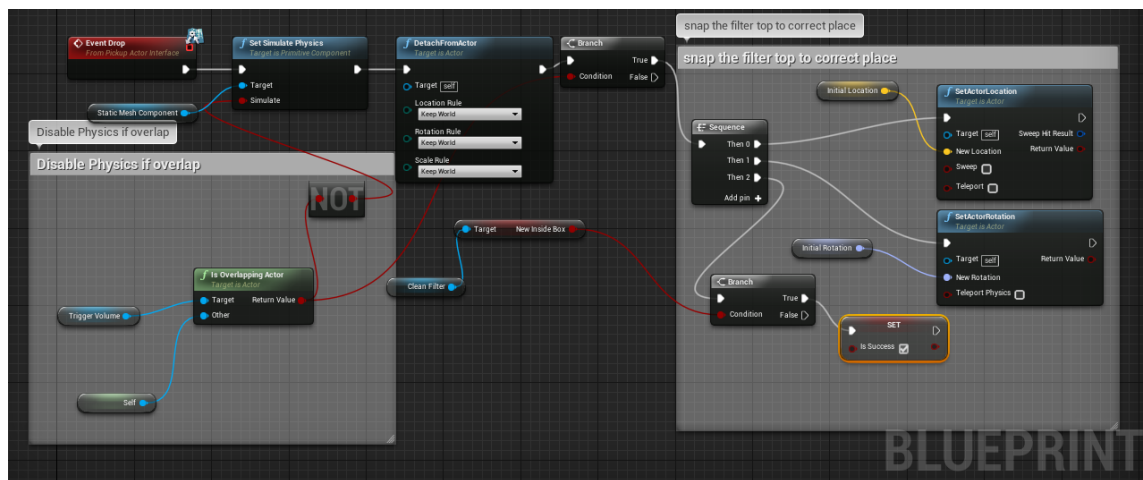 snap the filter top to correct place
Event Drop
From Pickup Actor Interface
Set Simulate Physics
Target is Primitive Component
Target
Simulate
Static Mesh Component
DetachFromActor
Target is Actor
Target self
Location Rule
Keep World
Rotation Rule
Keep World
Scale Rule
Keep World
Branch
True
Condition
False
snap the filter top to correct place
Initial Location
SetActorLocation
Target is Actor
Target self
Sweep Hit Result
New Location
Return Value
Sweep
Teleport
Sequence
Then 0
Then 1
Then 2
Add pin +
Disable Physics if overlap
Disable Physics if overlap
NOT
Is Overlapping Actor
Target is Actor
Target
Return Value
Other
Trigger Volume
Self
Target
New Inside Box
Clean Filter
Initial Rotation
SetActorRotation
Target is Actor
Target self
Return Value
New Rotation
Teleport Physics
Branch
True
Condition
False
SET
Is Success
BLUEPRINT